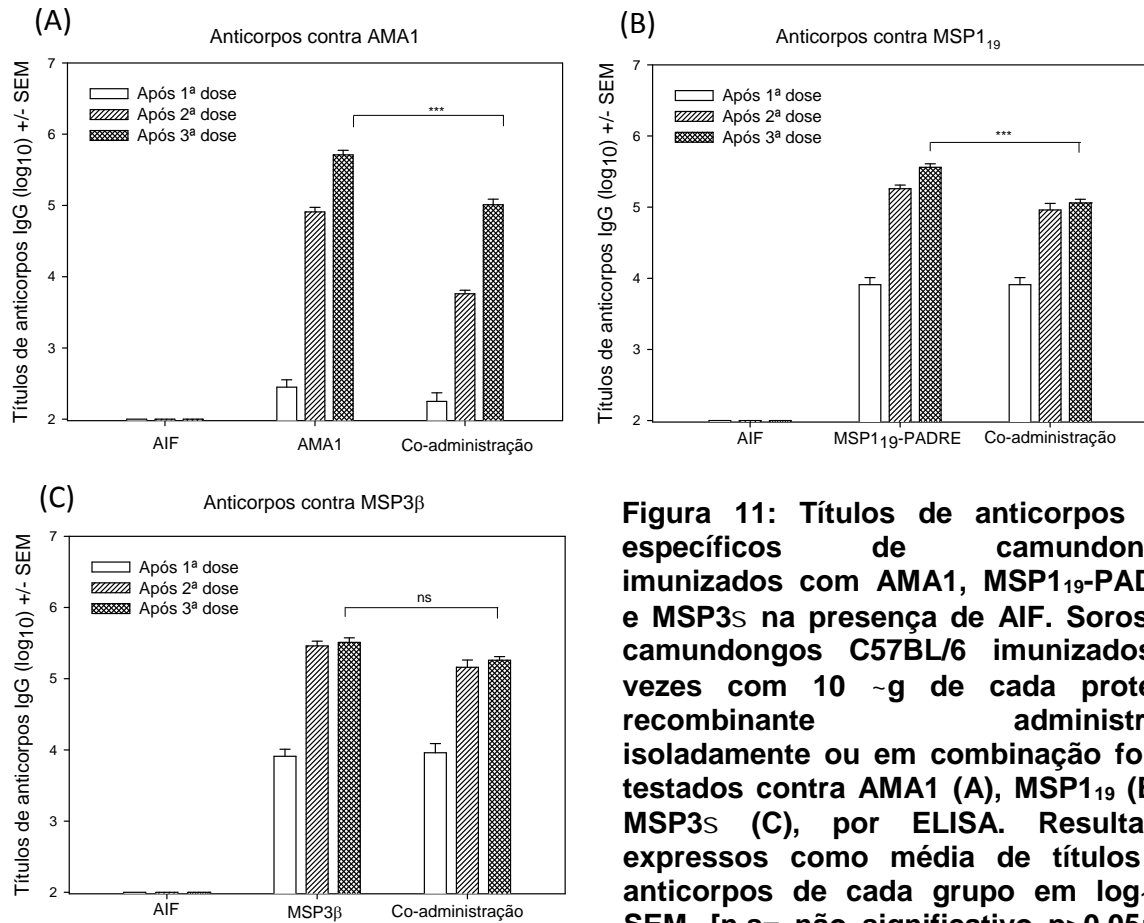 (A)
Anticorpos contra AMA1
Títulos de anticorpos IgG (log10) +/- SEM
7
6
5
4
3
2
Após 1ª dose
Após 2ª dose
Após 3ª dose
***
AIF
AMA1
Co-administração
(B)
Anticorpos contra MSP1₁₉
Títulos de anticorpos IgG (log10) +/- SEM
7
6
5
4
3
2
Após 1ª dose
Após 2ª dose
Após 3ª dose
***
AIF
MSP1₁₉-PADRE
Co-administração
(C)
Anticorpos contra MSP3β
Títulos de anticorpos IgG (log10) +/- SEM
7
6
5
4
3
2
Após 1ª dose
Após 2ª dose
Após 3ª dose
ns
AIF
MSP3β
Co-administração
Figura 11: Títulos de anticorpos
específicos de camundon
imunizados com AMA1, MSP1₁₉-PAD
e MSP3s na presença de AIF. Soros
camundongos C57BL/6 imunizados
vezes com 10 ~g de cada prote
recombinante administr
isoladamente ou em combinação fo
testados contra AMA1 (A), MSP1₁₉ (
MSP3s (C), por ELISA. Resulta
expressos como média de títulos
anticorpos de cada grupo em log
SEM. [n.s= não significativo p>0.05